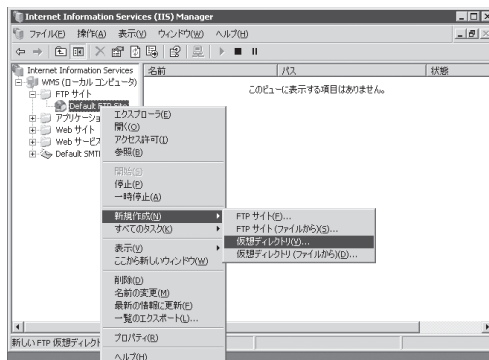 Internet Information Services (IIS) Manager
ファイル(F) 操作(A) 表示(V) ウィンドウ(W) ヘルプ(H)
Internet Information Services
WMS (ローカル コンピュータ)
FTP サイト
Default FTP Site
アプリケーショ
Web サイト
Web サービス
Default SMT
名前 パス 状態
このビューに表示する項目はありません。
エクスプローラ(E)
開く(O)
アクセス許可(I)
参照(B)
開始(S)
停止(P)
一時停止(A)
新規作成(N)
すべてのタスク(K)
表示(V)
ここから新しいウィンドウ(W)
削除(D)
名前の変更(M)
最新の情報に更新(F)
一覧のエクスポート(L)...
プロパティ(R)
ヘルプ(H)
FTP サイト(F)...
FTP サイト (ファイルから)(S)...
仮想ディレクトリ(V)...
仮想ディレクトリ (ファイルから)(D)...
新しい FTP 仮想ディレクト